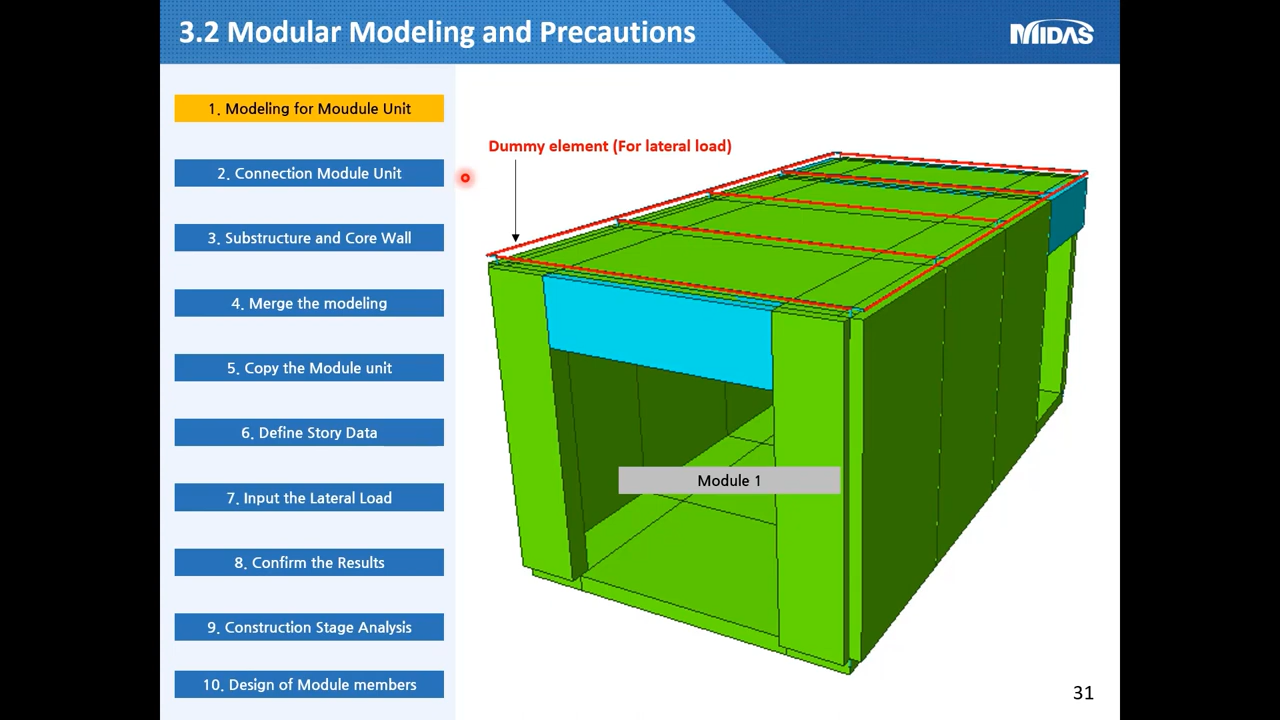 3.2 Modular Modeling and Precautions
MIDAS
1. Modeling for Moudule Unit
2. Connection Module Unit
3. Substructure and Core Wall
4. Merge the modeling
5. Copy the Module unit
6. Define Story Data
7. Input the Lateral Load
8. Confirm the Results
9. Construction Stage Analysis
10. Design of Module members
Dummy element (For lateral load)
Module 1
31